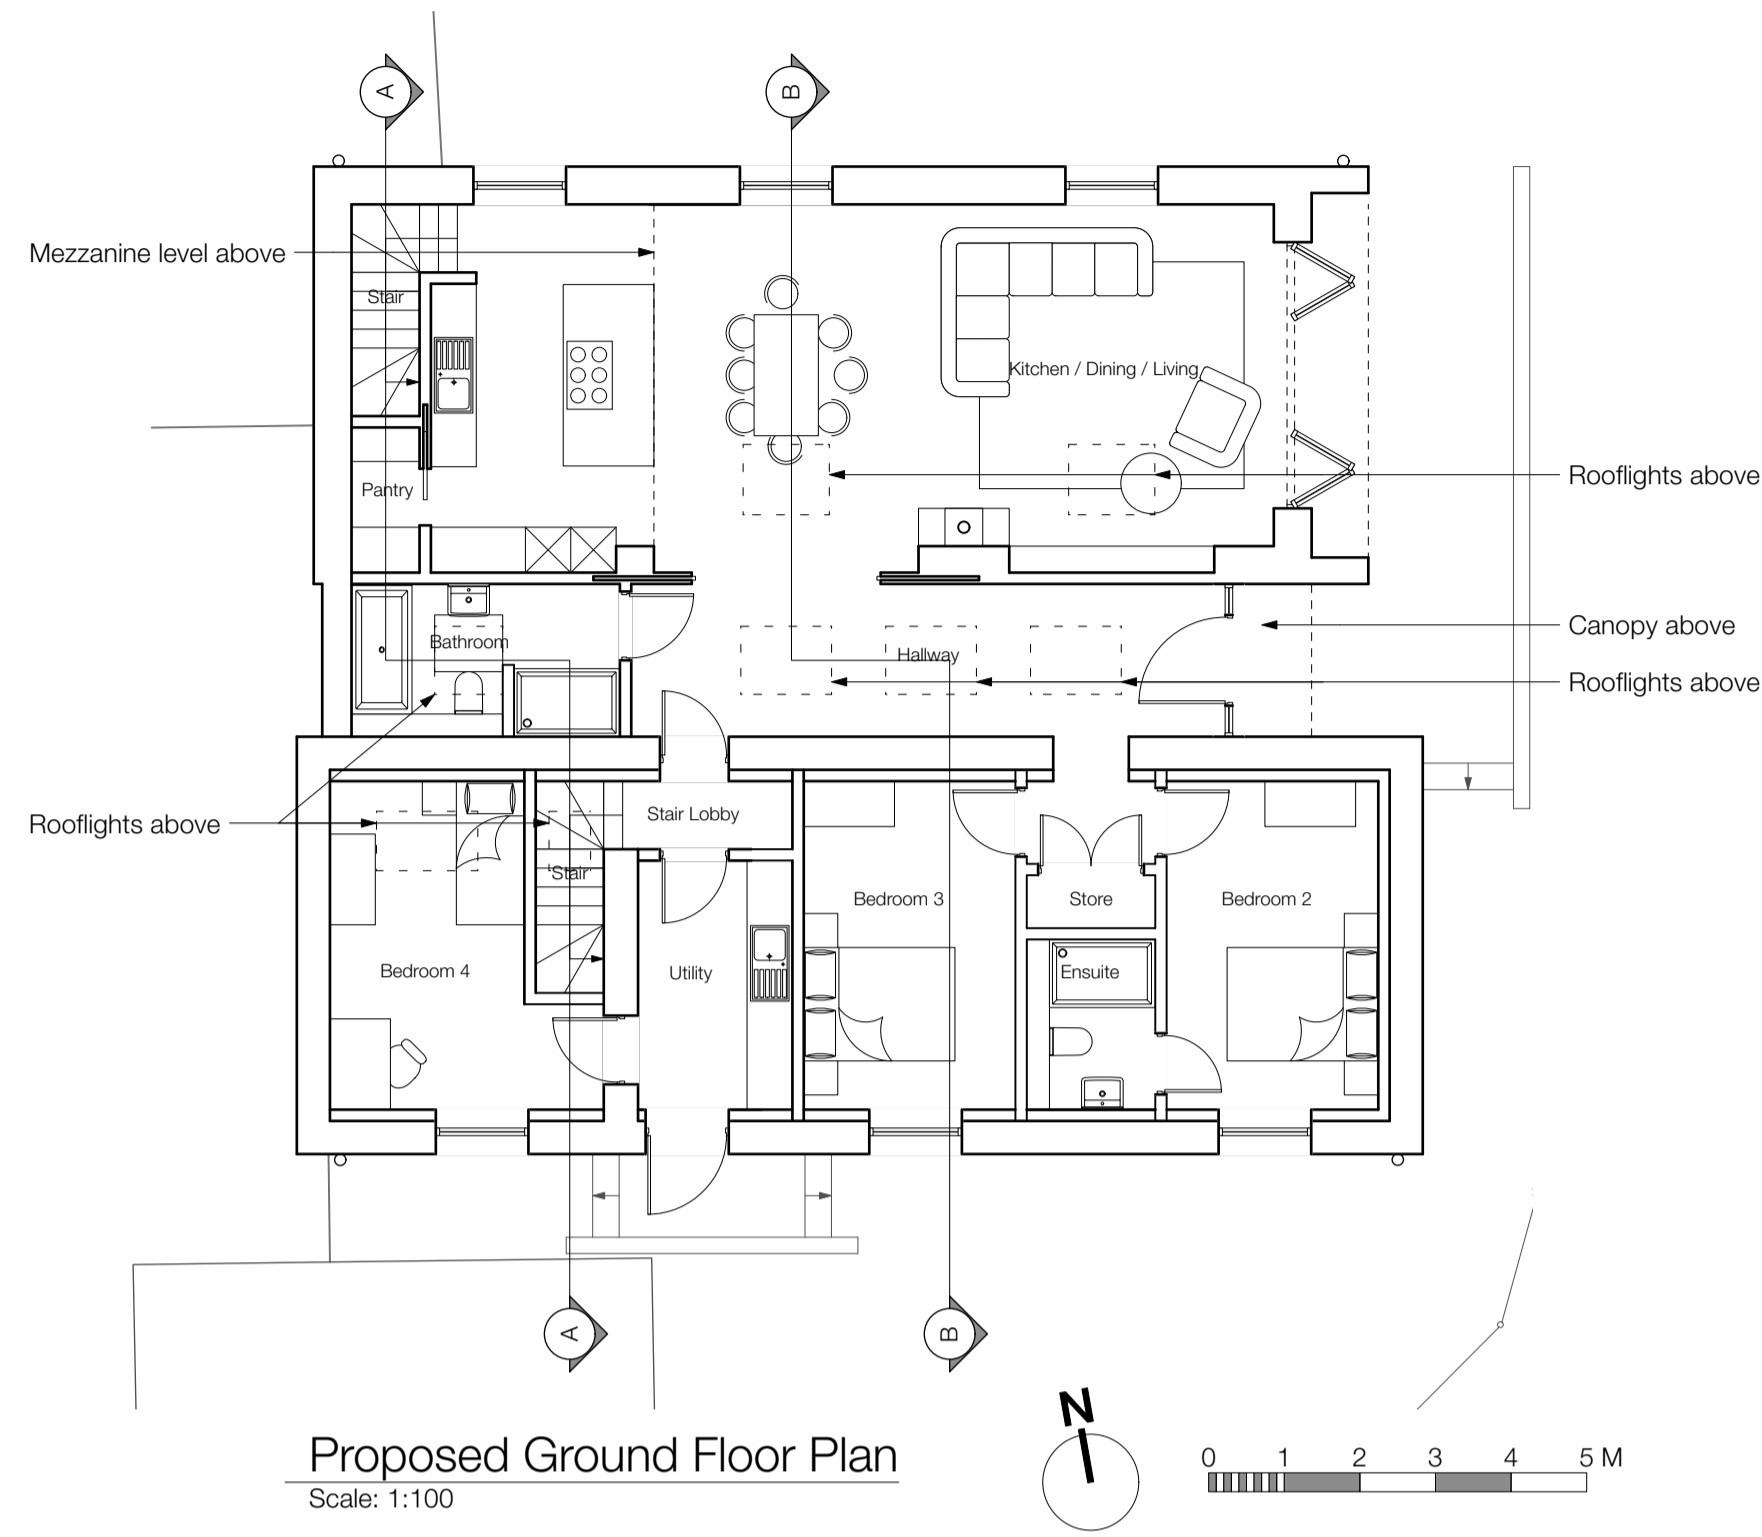 A
B
Mezzanine level above
Stair
Kitchen / Dining / Living
Pantry
Rooflights above
Bathroom
Hallway
Canopy above
Rooflights above
Rooflights above
Stair Lobby
Stair
Bedroom 3
Store
Bedroom 2
Bedroom 4
Utility
Ensuite
A
B
N
Proposed Ground Floor Plan
Scale: 1:100
0 1 2 3 4 5 M